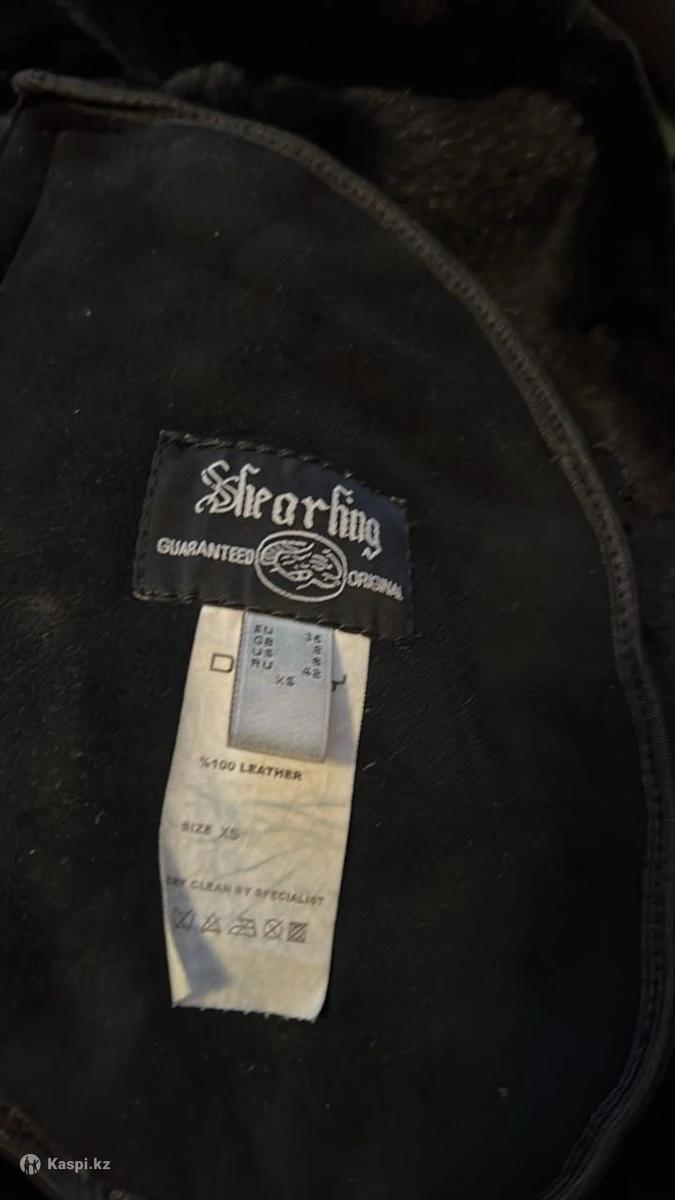 Shearling
GUARANTEED ORIGINAL
EU 36
GB 8
US 6
RU 42
XS
%100 LEATHER
SIZE XS
DRY CLEAN BY SPECIALIST
Kaspi.kz